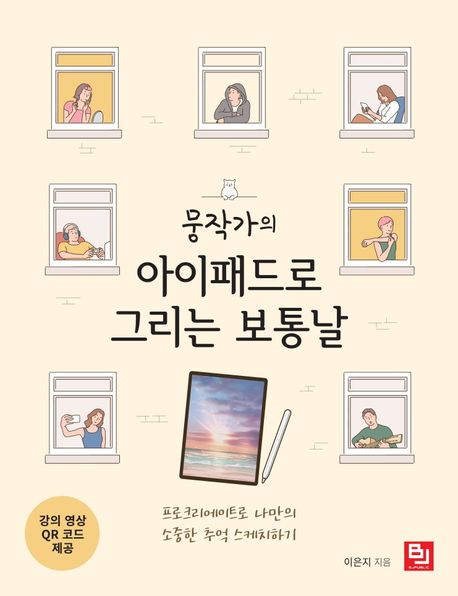 뭉작가의
아이패드로
그리는 보통날
프로크리에이트로 나만의
소중한 추억 스케치하기
강의 영상
QR 코드
제공
이은지 지음
BJ
BJPUBLIC